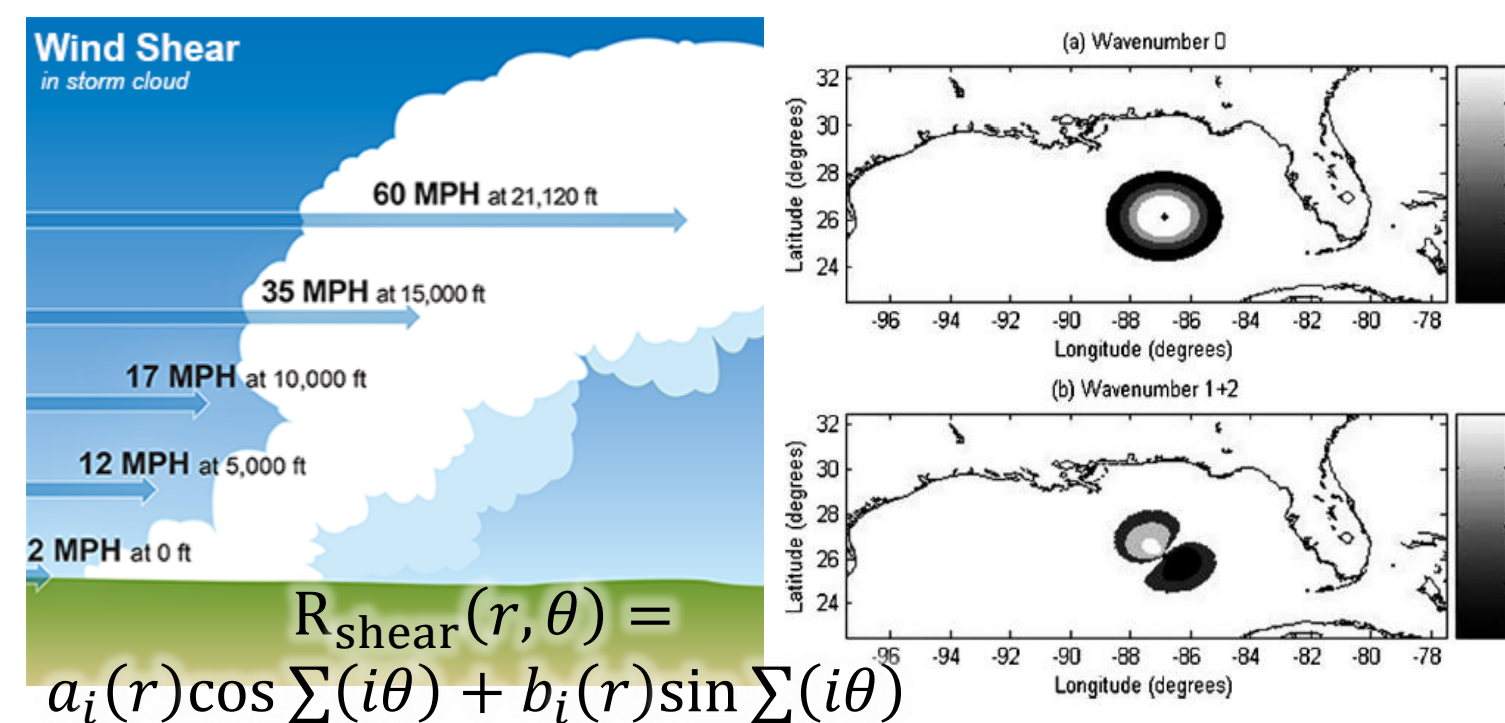 Wind Shear
in storm cloud
60 MPH at 21,120 ft
35 MPH at 15,000 ft
17 MPH at 10,000 ft
12 MPH at 5,000 ft
2 MPH at 0 ft
R_shear(r, θ) =
a_i(r)cos ∑(iθ) + b_i(r)sin ∑(iθ)
(a) Wavenumber 0
Latitude (degrees)
32
30
28
26
24
-96 -94 -92 -90 -88 -86 -84 -82 -80 -78
Longitude (degrees)
(b) Wavenumber 1+2
Latitude (degrees)
32
30
28
26
24
-96 -94 -92 -90 -88 -86 -84 -82 -80 -78
Longitude (degrees)